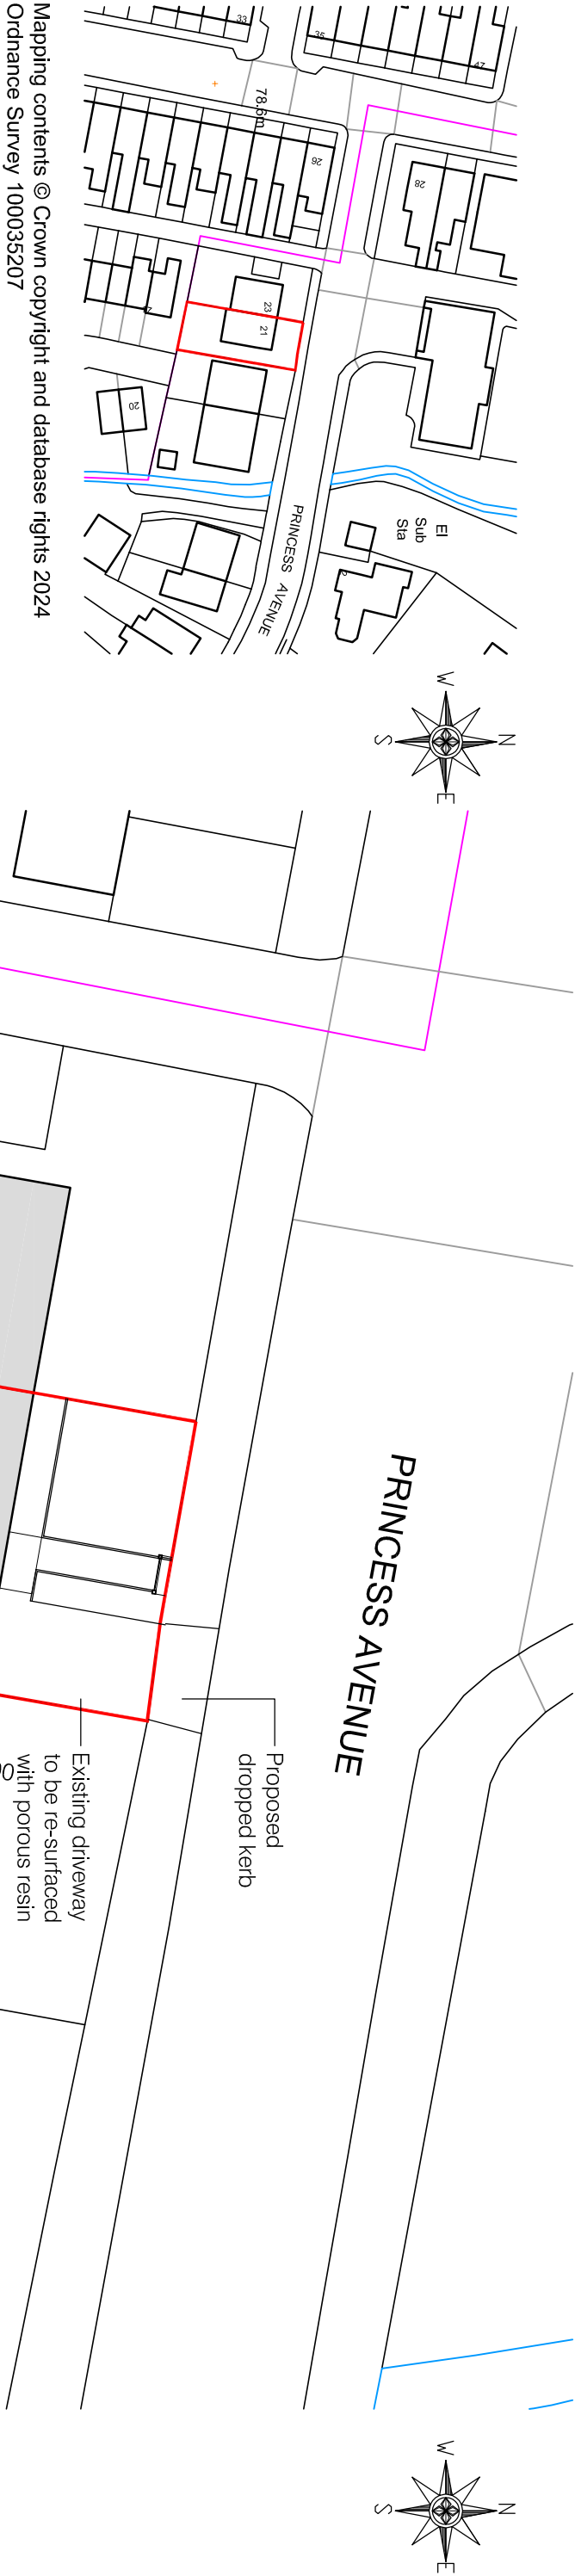 33
35
47
78.6m
26
28
23
21
20
El
Sub
Sta
2
PRINCESS AVENUE
Mapping contents © Crown copyright and database rights 2024
Ordnance Survey 100035207
N
W
E
S
PRINCESS AVENUE
Proposed
dropped kerb
Existing driveway
to be re-surfaced
with porous resin
N
W
E
S